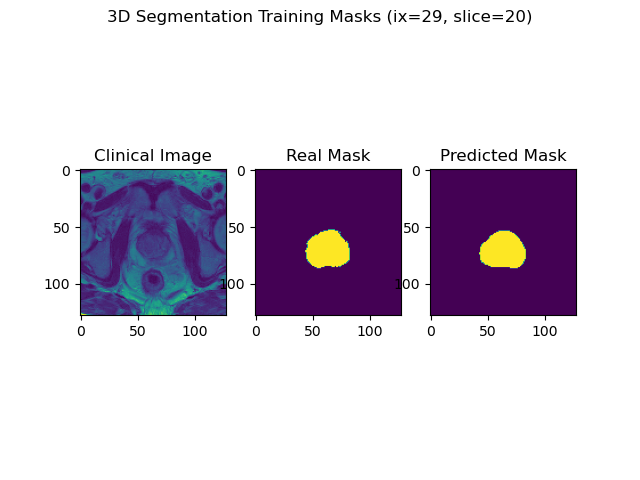 3D Segmentation Training Masks (ix=29, slice=20)
Clinical Image Real Mask Predicted Mask
0 0 0
50 50 50
100 100 100
0 50 100 0 50 100 0 50 100